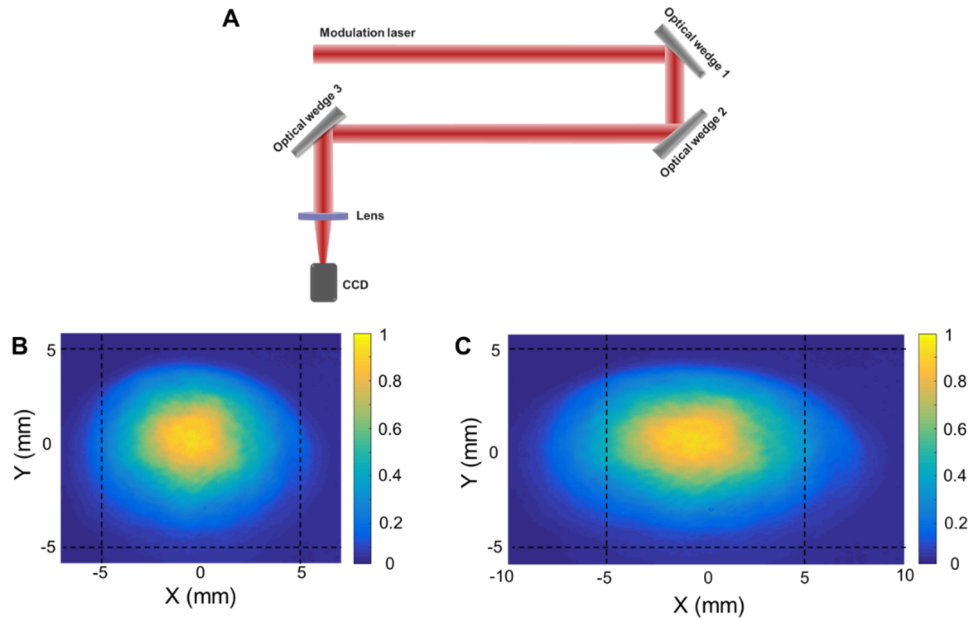 A
Modulation laser
Optical wedge 1
Optical wedge 3
Optical wedge 2
Lens
CCD
B
5
0
-5
Y (mm)
-5
0
5
X (mm)
1
0.8
0.6
0.4
0.2
0
C
5
0
-5
Y (mm)
-10
-5
0
5
10
X (mm)
1
0.8
0.6
0.4
0.2
0